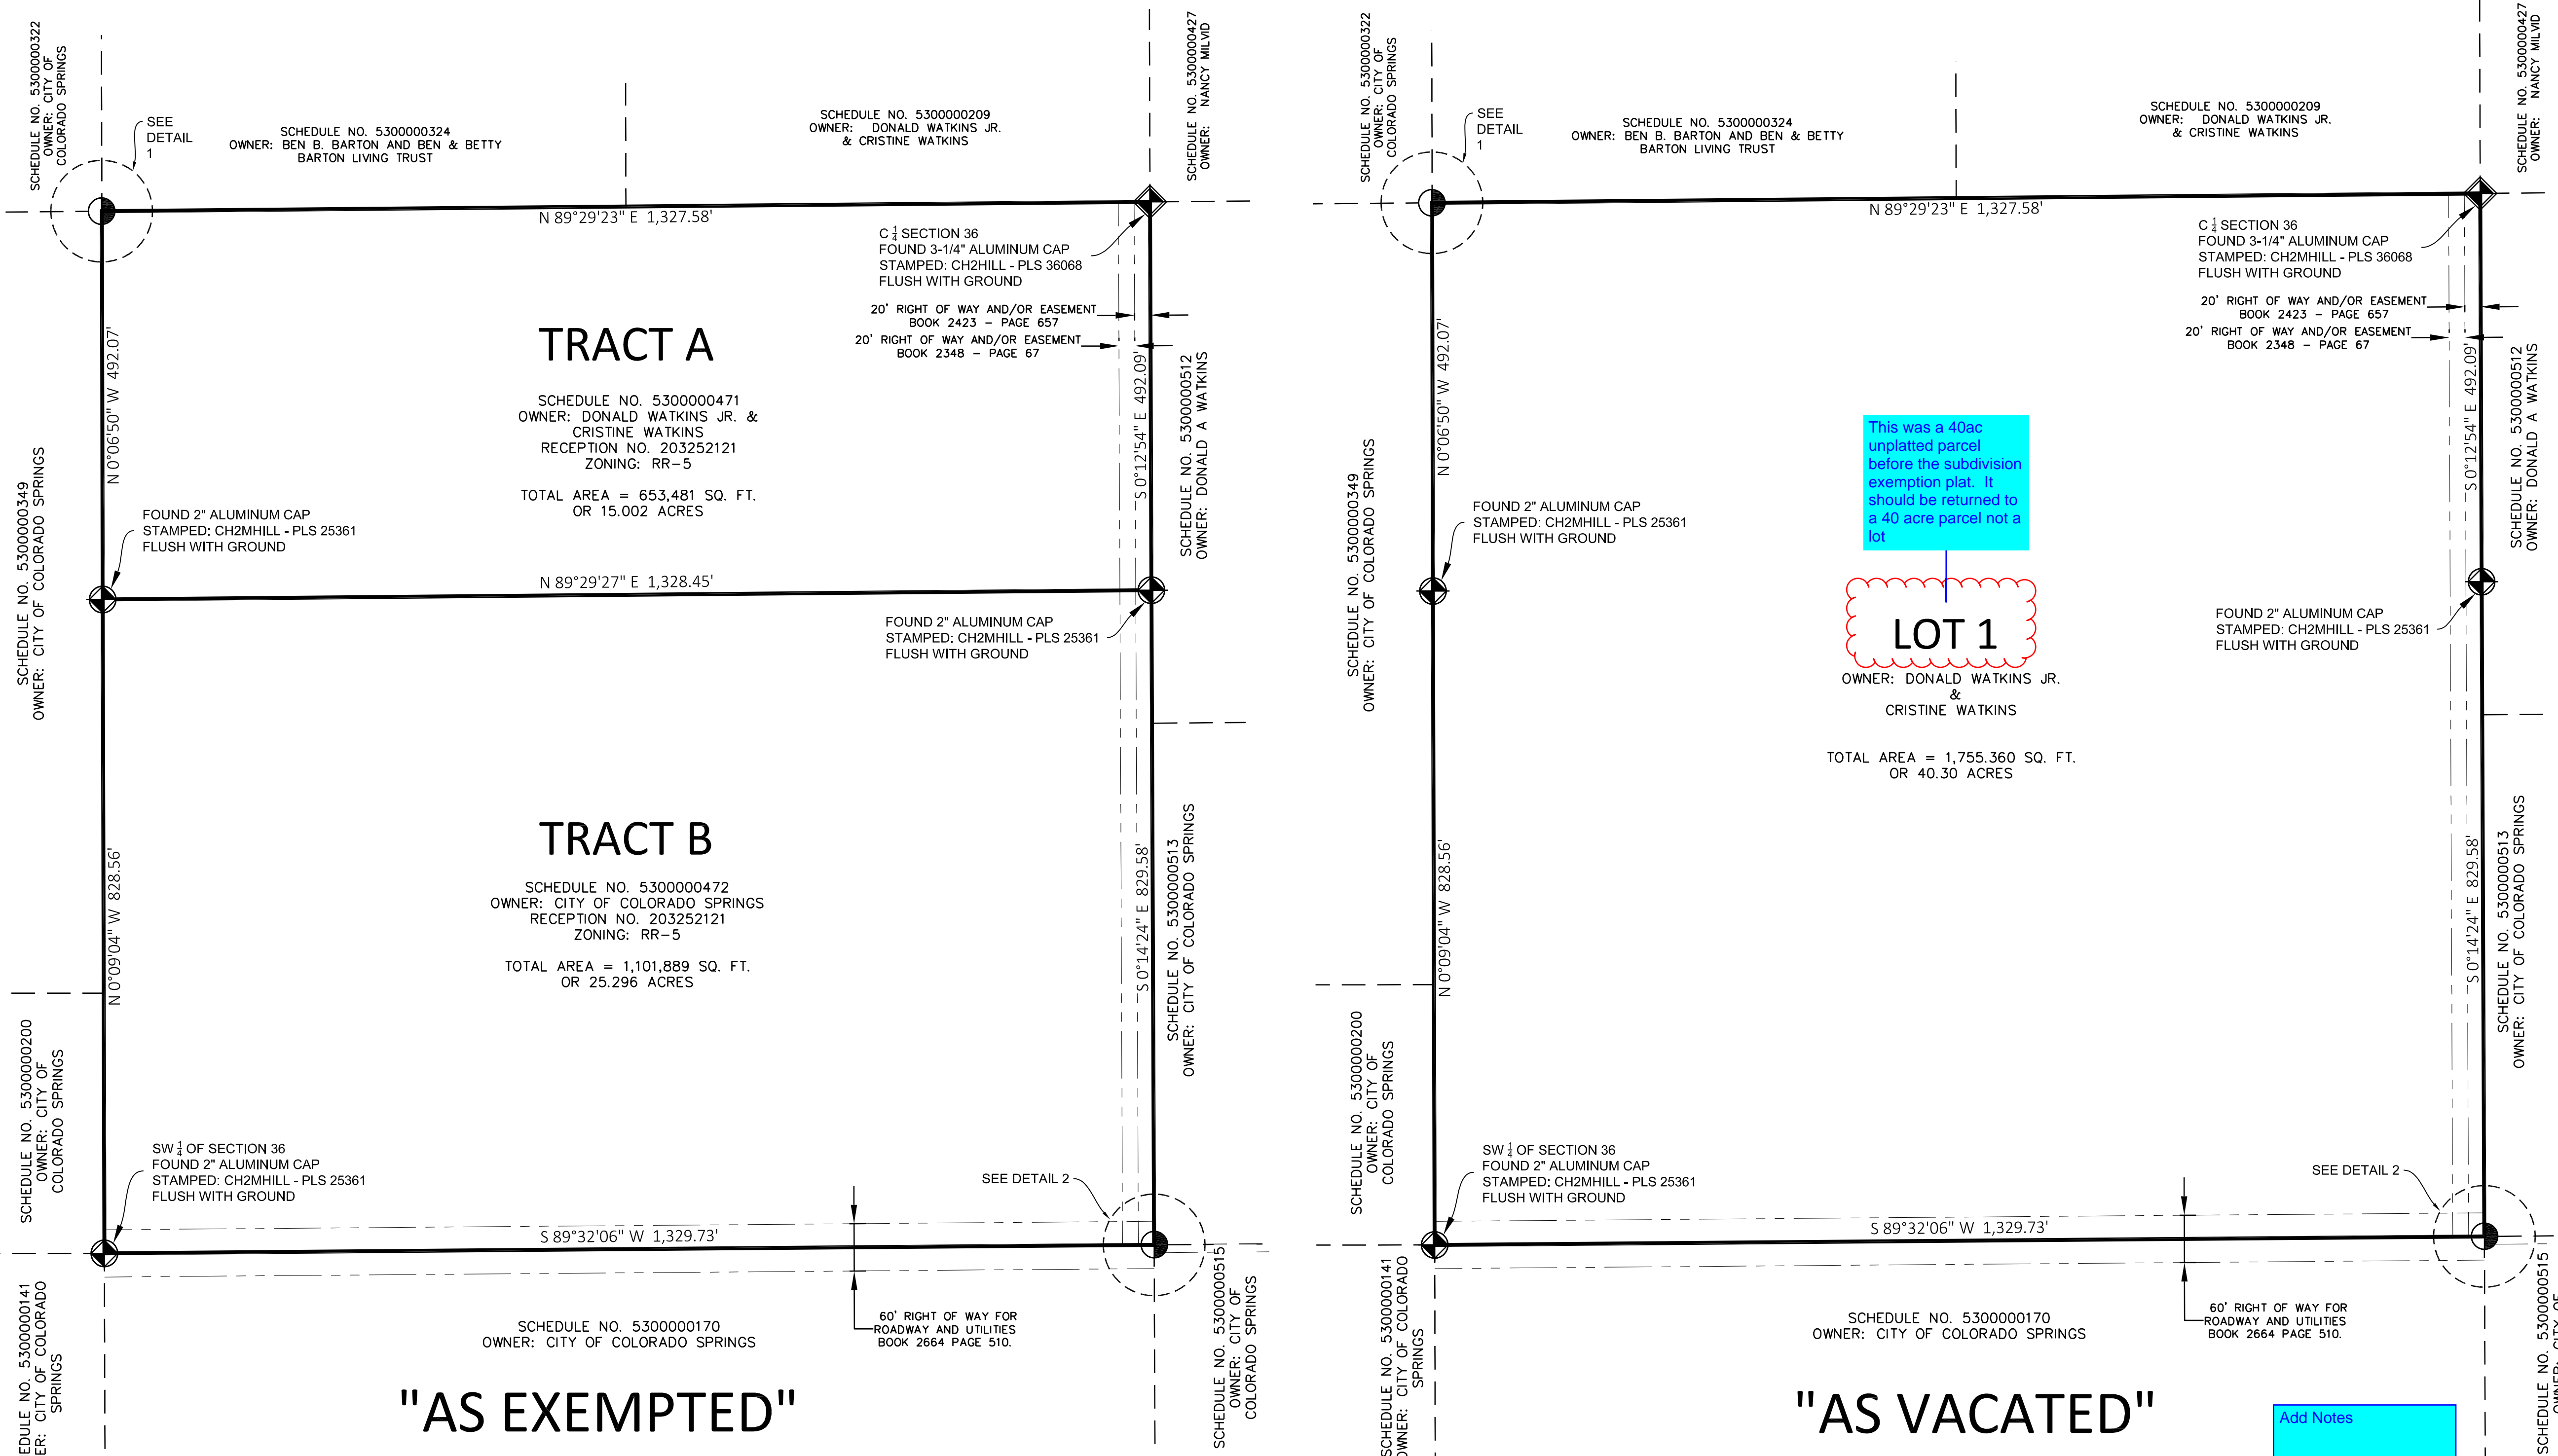 SCHEDULE NO. 5300000322
OWNER: CITY OF
COLORADO SPRINGS
SEE
DETAIL
1
SCHEDULE NO. 5300000324
OWNER: BEN B. BARTON AND BEN & BETTY
BARTON LIVING TRUST
SCHEDULE NO. 5300000209
OWNER: DONALD WATKINS JR.
& CRISTINE WATKINS
SCHEDULE NO. 5300000427
OWNER: NANCY MILVID
N 89°29'23" E 1,327.58'
C 1/4 SECTION 36
FOUND 3-1/4" ALUMINUM CAP
STAMPED: CH2HILL - PLS 36068
FLUSH WITH GROUND
20' RIGHT OF WAY AND/OR EASEMENT
BOOK 2423 - PAGE 657
20' RIGHT OF WAY AND/OR EASEMENT
BOOK 2348 - PAGE 67
TRACT A
SCHEDULE NO. 5300000471
OWNER: DONALD WATKINS JR. &
CRISTINE WATKINS
RECEPTION NO. 203252121
ZONING: RR-5
TOTAL AREA = 653,481 SQ. FT.
OR 15.002 ACRES
N 0°06'50" W 492.07'
S 0°12'54" E 492.09'
SCHEDULE NO. 5300000512
OWNER: DONALD A WATKINS
SCHEDULE NO. 5300000349
OWNER: CITY OF COLORADO SPRINGS
FOUND 2" ALUMINUM CAP
STAMPED: CH2MHILL - PLS 25361
FLUSH WITH GROUND
N 89°29'27" E 1,328.45'
FOUND 2" ALUMINUM CAP
STAMPED: CH2MHILL - PLS 25361
FLUSH WITH GROUND
TRACT B
SCHEDULE NO. 5300000472
OWNER: CITY OF COLORADO SPRINGS
RECEPTION NO. 203252121
ZONING: RR-5
TOTAL AREA = 1,101,889 SQ. FT.
OR 25.296 ACRES
N 0°09'04" W 828.56'
S 0°14'24" E 829.58'
SCHEDULE NO. 5300000513
OWNER: CITY OF COLORADO SPRINGS
SCHEDULE NO. 5300000200
OWNER: CITY OF
COLORADO SPRINGS
SW 1/4 OF SECTION 36
FOUND 2" ALUMINUM CAP
STAMPED: CH2MHILL - PLS 25361
FLUSH WITH GROUND
SEE DETAIL 2
S 89°32'06" W 1,329.73'
EDULE NO. 5300000141
ER: CITY OF COLORADO
SPRINGS
SCHEDULE NO. 5300000170
OWNER: CITY OF COLORADO SPRINGS
60' RIGHT OF WAY FOR
ROADWAY AND UTILITIES
BOOK 2664 PAGE 510.
SCHEDULE NO. 5300000515
OWNER: CITY OF
COLORADO SPRINGS
"AS EXEMPTED"
SCHEDULE NO. 5300000322
OWNER: CITY OF
COLORADO SPRINGS
SEE
DETAIL
1
SCHEDULE NO. 5300000324
OWNER: BEN B. BARTON AND BEN & BETTY
BARTON LIVING TRUST
SCHEDULE NO. 5300000209
OWNER: DONALD WATKINS JR.
& CRISTINE WATKINS
SCHEDULE NO. 5300000427
OWNER: NANCY MILVID
N 89°29'23" E 1,327.58'
C 1/4 SECTION 36
FOUND 3-1/4" ALUMINUM CAP
STAMPED: CH2MHILL - PLS 36068
FLUSH WITH GROUND
20' RIGHT OF WAY AND/OR EASEMENT
BOOK 2423 - PAGE 657
20' RIGHT OF WAY AND/OR EASEMENT
BOOK 2348 - PAGE 67
N 0°06'50" W 492.07'
S 0°12'54" E 492.09'
SCHEDULE NO. 5300000512
OWNER: DONALD A WATKINS
SCHEDULE NO. 5300000349
OWNER: CITY OF COLORADO SPRINGS
This was a 40ac
unplatted parcel
before the subdivision
exemption plat. It
should be returned to
a 40 acre parcel not a
lot
FOUND 2" ALUMINUM CAP
STAMPED: CH2MHILL - PLS 25361
FLUSH WITH GROUND
LOT 1
OWNER: DONALD WATKINS JR.
&
CRISTINE WATKINS
TOTAL AREA = 1,755.360 SQ. FT.
OR 40.30 ACRES
FOUND 2" ALUMINUM CAP
STAMPED: CH2MHILL - PLS 25361
FLUSH WITH GROUND
N 0°09'04" W 828.56'
S 0°14'24" E 829.58'
SCHEDULE NO. 5300000513
OWNER: CITY OF COLORADO SPRINGS
SCHEDULE NO. 5300000200
OWNER: CITY OF
COLORADO SPRINGS
SW 1/4 OF SECTION 36
FOUND 2" ALUMINUM CAP
STAMPED: CH2MHILL - PLS 25361
FLUSH WITH GROUND
SEE DETAIL 2
S 89°32'06" W 1,329.73'
SCHEDULE NO. 5300000141
OWNER: CITY OF COLORADO
SPRINGS
SCHEDULE NO. 5300000170
OWNER: CITY OF COLORADO SPRINGS
60' RIGHT OF WAY FOR
ROADWAY AND UTILITIES
BOOK 2664 PAGE 510.
SCHEDULE NO. 5300000515
OWNER: CITY OF
"AS VACATED"
Add Notes